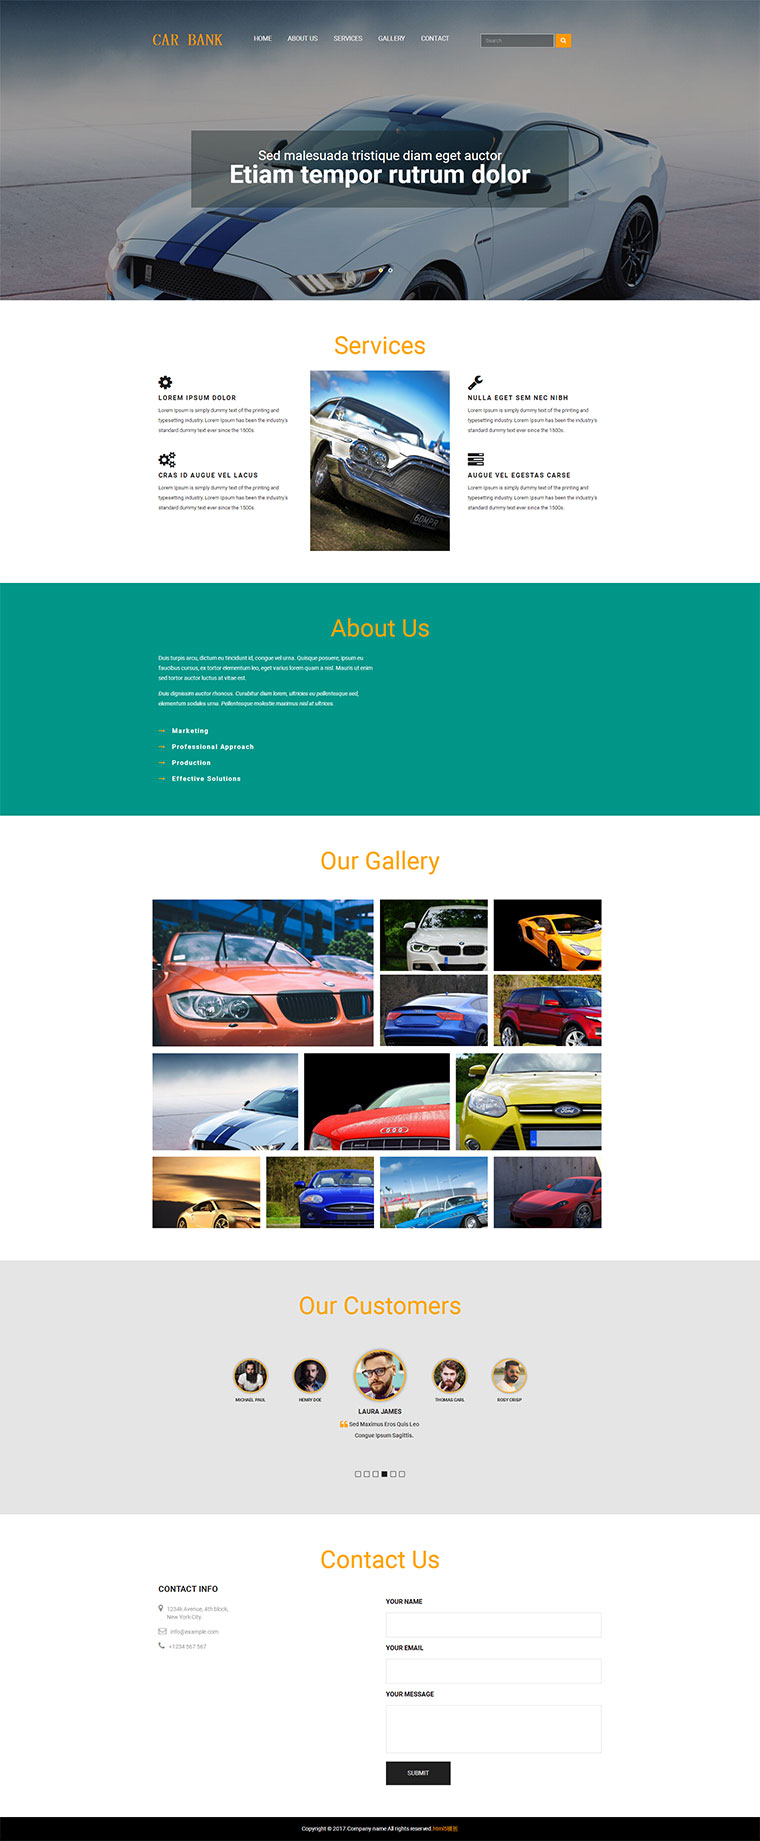 CAR BANK
HOME ABOUT US SERVICES GALLERY CONTACT
Search
Sed malesuada tristique diam eget auctor
Etiam tempor rutrum dolor
Services
LOREM IPSUM DOLOR
Lorem Ipsum is simply dummy text of the printing and
typesetting industry. Lorem Ipsum has been the industry's
standard dummy text ever since the 1500s.
CRAS ID AUGUE VEL LACUS
Lorem Ipsum is simply dummy text of the printing and
typesetting industry. Lorem Ipsum has been the industry's
standard dummy text ever since the 1500s.
60MPR
NULLA EGET SEM NEC NIBH
Lorem Ipsum is simply dummy text of the printing and
typesetting industry. Lorem Ipsum has been the industry's
standard dummy text ever since the 1500s.
AUGUE VEL EGESTAS CARSE
Lorem Ipsum is simply dummy text of the printing and
typesetting industry. Lorem Ipsum has been the industry's
standard dummy text ever since the 1500s.
About Us
Duis turpis arcu, dictum eu tincidunt id, congue vel urna. Quisque posuere, ipsum eu
faucibus cursus, ex tortor elementum leo, eget varius lorem quam a nisl. Mauris ut enim
sed tortor auctor luctus at vitae est.
Duis dignissim auctor rhoncus. Curabitur diam lorem, ultricies eu pellentesque sed,
elementum sodales urna. Pellentesque molestie maximus nisl at ultrices.
Marketing
Professional Approach
Production
Effective Solutions
Our Gallery
Ford
Our Customers
MICHAEL PAUL
HENRY DOE
LAURA JAMES
THOMAS CARL
ROSY CRISP
Sed Maximus Eros Quis Leo
Congue Ipsum Sagittis.
Contact Us
CONTACT INFO
1234k Avenue, 4th block,
New York City.
info@example.com
+1234 567 567
YOUR NAME
YOUR EMAIL
YOUR MESSAGE
SUBMIT
Copyright © 2017.Company name All rights reserved.html5模板